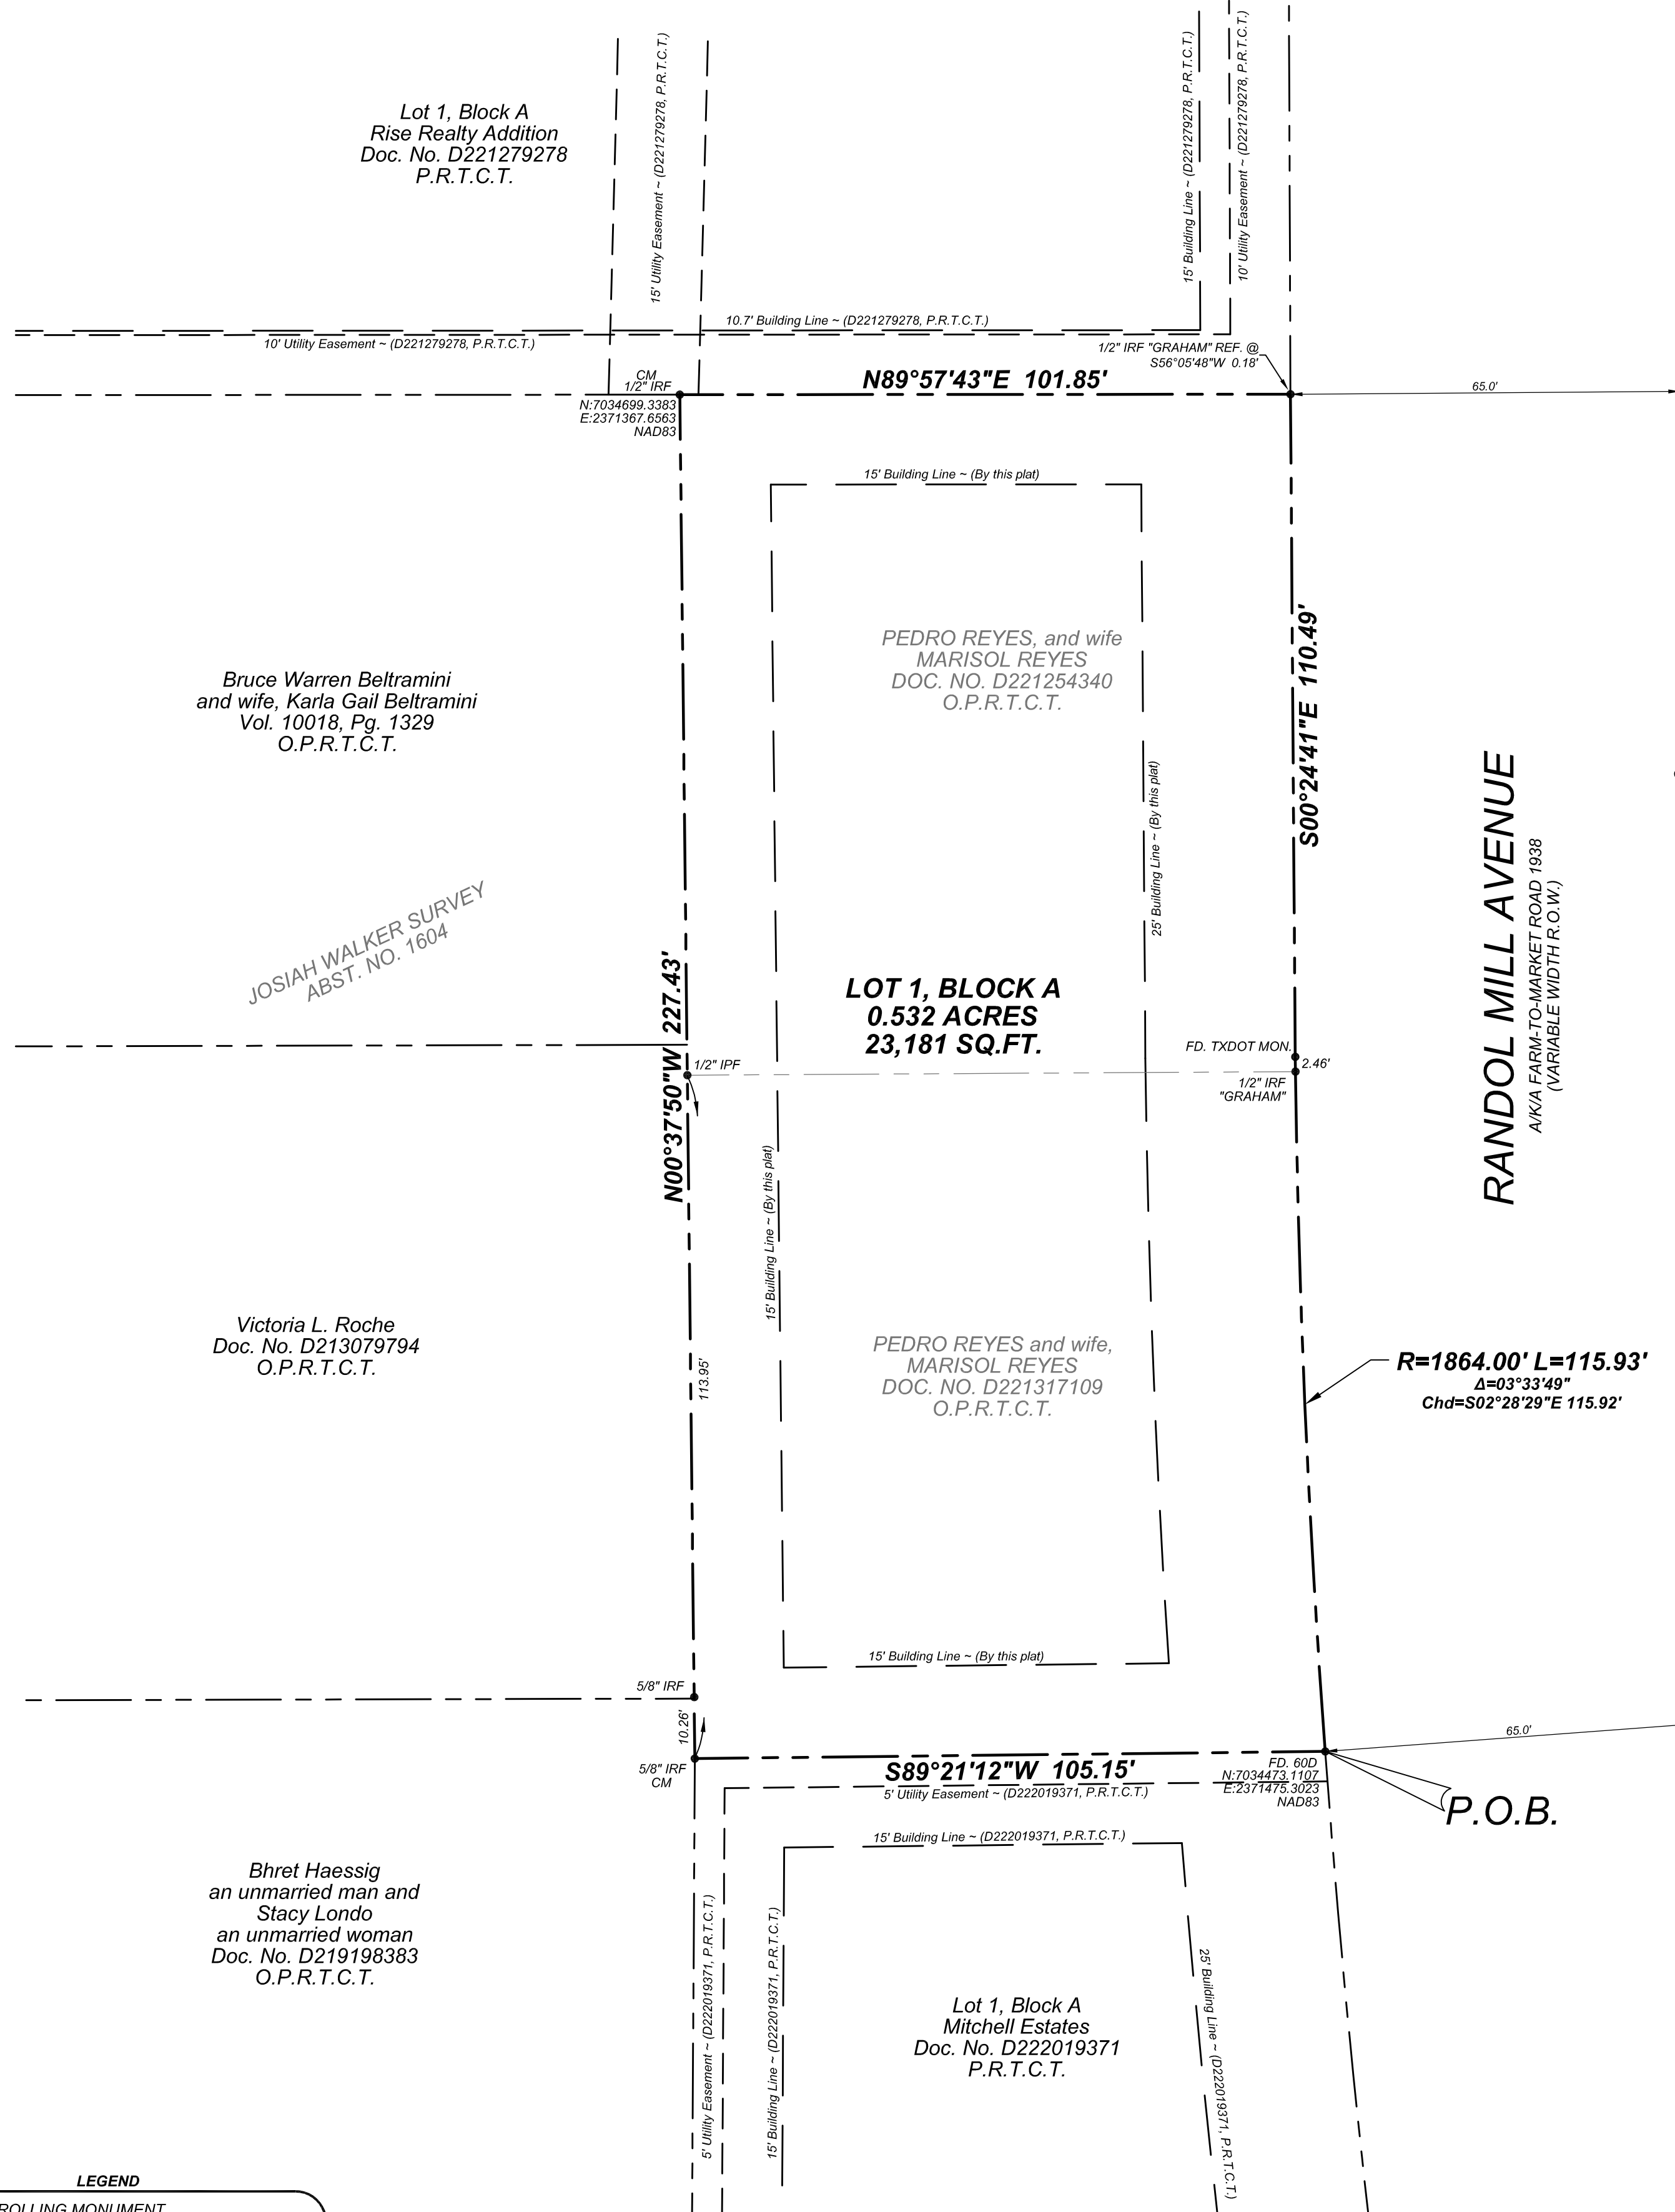 Lot 1, Block A
Rise Realty Addition
Doc. No. D221279278
P.R.T.C.T.
15' Utility Easement ~ (D221279278, P.R.T.C.T.)
15' Building Line ~ (D221279278, P.R.T.C.T.)
10' Utility Easement ~ (D221279278, P.R.T.C.T.)
10.7' Building Line ~ (D221279278, P.R.T.C.T.)
10' Utility Easement ~ (D221279278, P.R.T.C.T.)
1/2" IRF "GRAHAM" REF. @
S56°05'48"W 0.18'
CM
1/2" IRF
N89°57'43"E 101.85'
65.0'
N:7034699.3383
E:2371367.6563
NAD83
15' Building Line ~ (By this plat)
PEDRO REYES, and wife
MARISOL REYES
DOC. NO. D221254340
O.P.R.T.C.T.
S00°24'41"E 110.49'
Bruce Warren Beltramini
and wife, Karla Gail Beltramini
Vol. 10018, Pg. 1329
O.P.R.T.C.T.
25' Building Line ~ (By this plat)
RANDOL MILL AVENUE
A/K/A FARM-TO-MARKET ROAD 1938
(VARIABLE WIDTH R.O.W.)
JOSIAH WALKER SURVEY
ABST. NO. 1604
N00°37'50"W 227.43'
LOT 1, BLOCK A
0.532 ACRES
23,181 SQ.FT.
FD. TXDOT MON.
2.46'
1/2" IPF
1/2" IRF
"GRAHAM"
15' Building Line ~ (By this plat)
Victoria L. Roche
Doc. No. D213079794
O.P.R.T.C.T.
113.95'
PEDRO REYES and wife,
MARISOL REYES
DOC. NO. D221317109
O.P.R.T.C.T.
R=1864.00' L=115.93'
Δ=03°33'49"
Chd=S02°28'29"E 115.92'
15' Building Line ~ (By this plat)
5/8" IRF
10.26'
65.0'
5/8" IRF
CM
S89°21'12"W 105.15'
FD. 60D
N:7034473.1107
E:2371475.3023
NAD83
5' Utility Easement ~ (D222019371, P.R.T.C.T.)
P.O.B.
15' Building Line ~ (D222019371, P.R.T.C.T.)
Bhret Haessig
an unmarried man and
Stacy Londo
an unmarried woman
Doc. No. D219198383
O.P.R.T.C.T.
5' Utility Easement ~ (D222019371, P.R.T.C.T.)
15' Building Line ~ (D222019371, P.R.T.C.T.)
25' Building Line ~ (D222019371, P.R.T.C.T.)
Lot 1, Block A
Mitchell Estates
Doc. No. D222019371
P.R.T.C.T.
LEGEND
MONUMENT